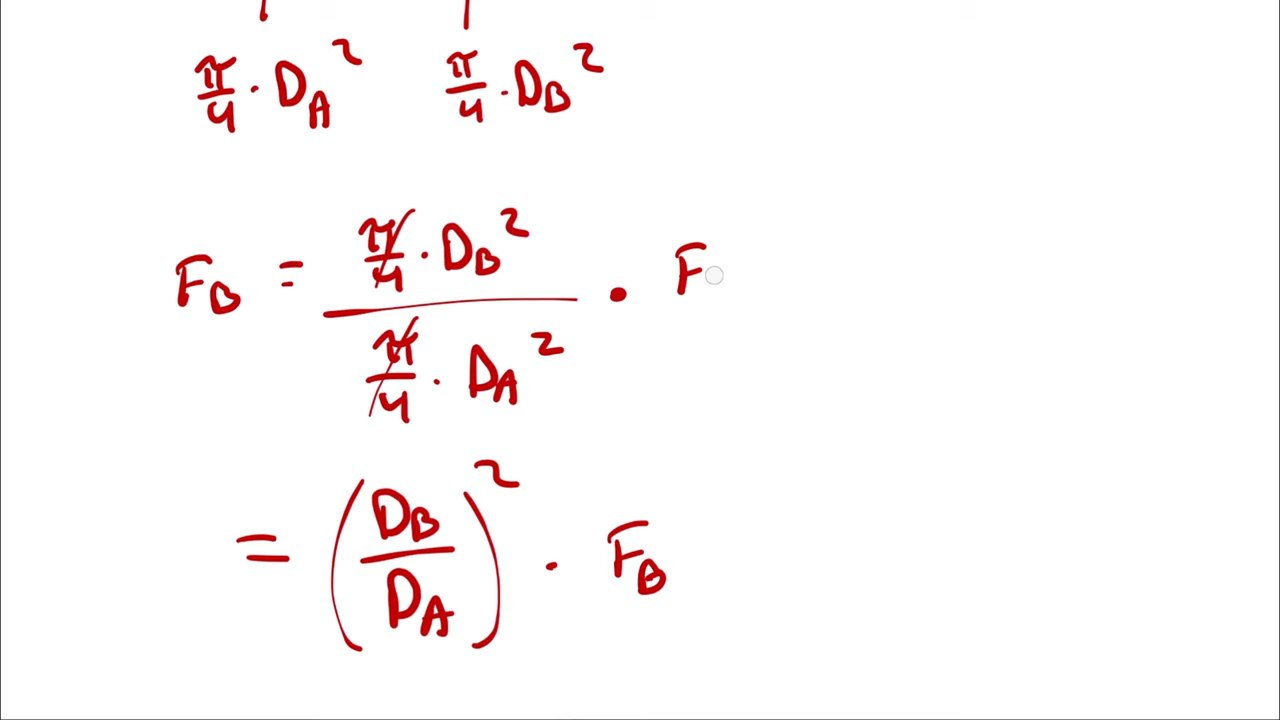 π/4 · D_A² π/4 · D_B²
F_B = (π/4 · D_B²) / (π/4 · D_A²) · F
= (D_B / D_A)² · F_B